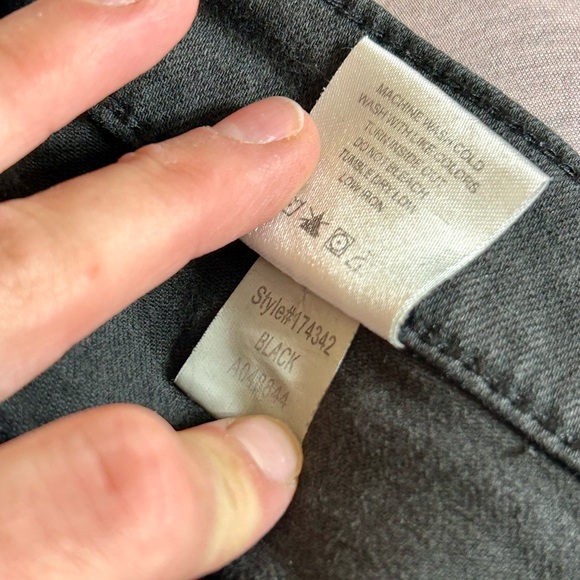 MACHINE WASH COLD
WASH WITH LIKE COLORS
TURN INSIDE OUT
DO NOT BLEACH
TUMBLE DRY LOW
LOW IRON
Style#174342
BLACK